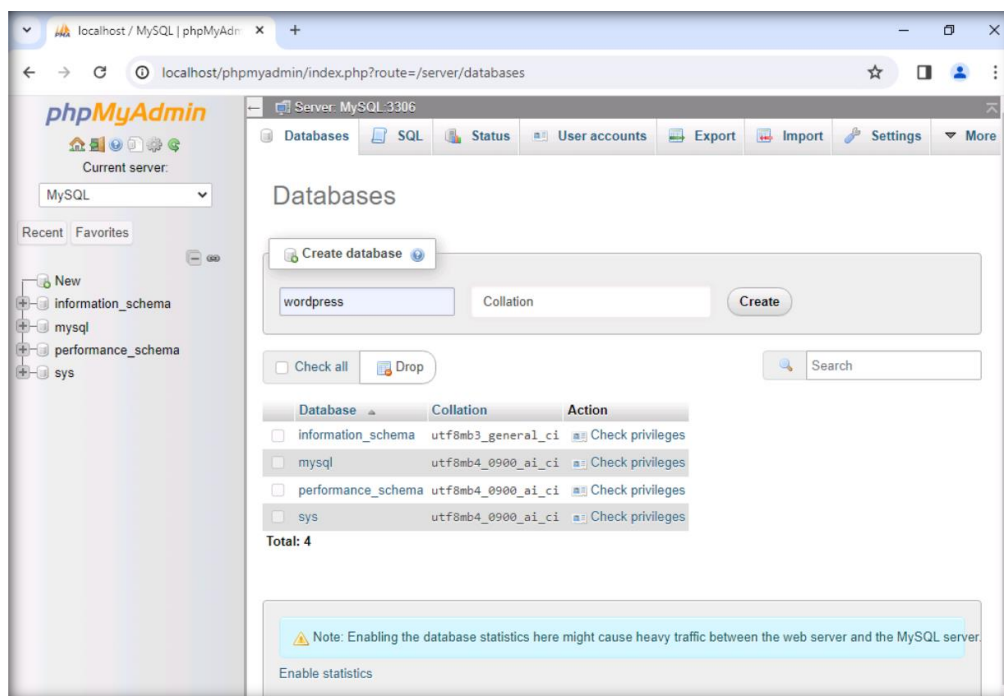 localhost / MySQL | phpMyAdm
localhost/phpmyadmin/index.php?route=/server/databases
phpMyAdmin
Current server:
MySQL
Recent Favorites
New
information_schema
mysql
performance_schema
sys
Server: MySQL:3306
Databases SQL Status User accounts Export Import Settings More
Databases
Create database
wordpress Collation Create
Check all Drop Search
Database Collation Action
information_schema utf8mb3_general_ci Check privileges
mysql utf8mb4_0900_ai_ci Check privileges
performance_schema utf8mb4_0900_ai_ci Check privileges
sys utf8mb4_0900_ai_ci Check privileges
Total: 4
Note: Enabling the database statistics here might cause heavy traffic between the web server and the MySQL server.
Enable statistics